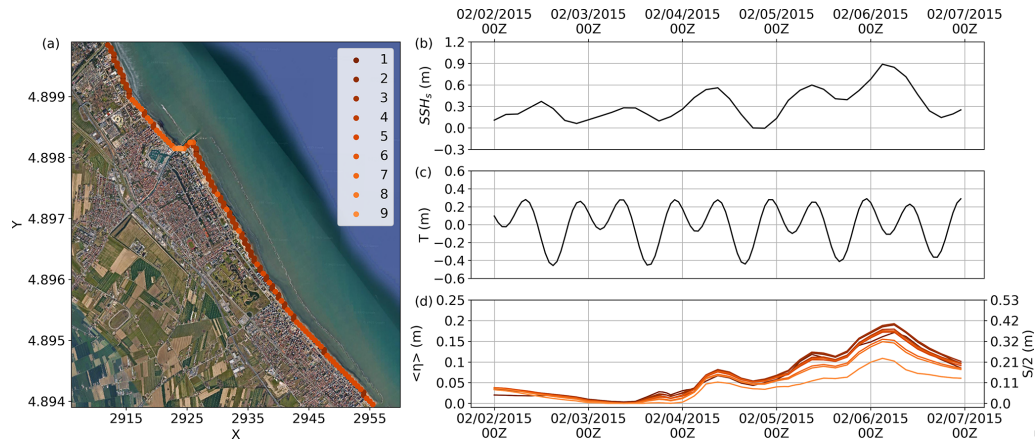 02/02/2015 02/03/2015 02/04/2015 02/05/2015 02/06/2015 02/07/2015
00Z 00Z 00Z 00Z 00Z 00Z
(a)
Y
4.899
4.898
4.897
4.896
4.895
4.894
2915 2925 2935 2945 2955
X
1
2
3
4
5
6
7
8
9
(b)
SSHs (m)
1.2
0.9
0.6
0.3
0.0
−0.3
(c)
T (m)
0.6
0.4
0.2
0.0
−0.2
−0.4
−0.6
(d)
<η> (m)
0.25
0.2
0.15
0.1
0.05
0.0
0.53
0.42
0.32
0.21
0.11
0.0
S/2 (m)
02/02/2015 02/03/2015 02/04/2015 02/05/2015 02/06/2015 02/07/2015
00Z 00Z 00Z 00Z 00Z 00Z